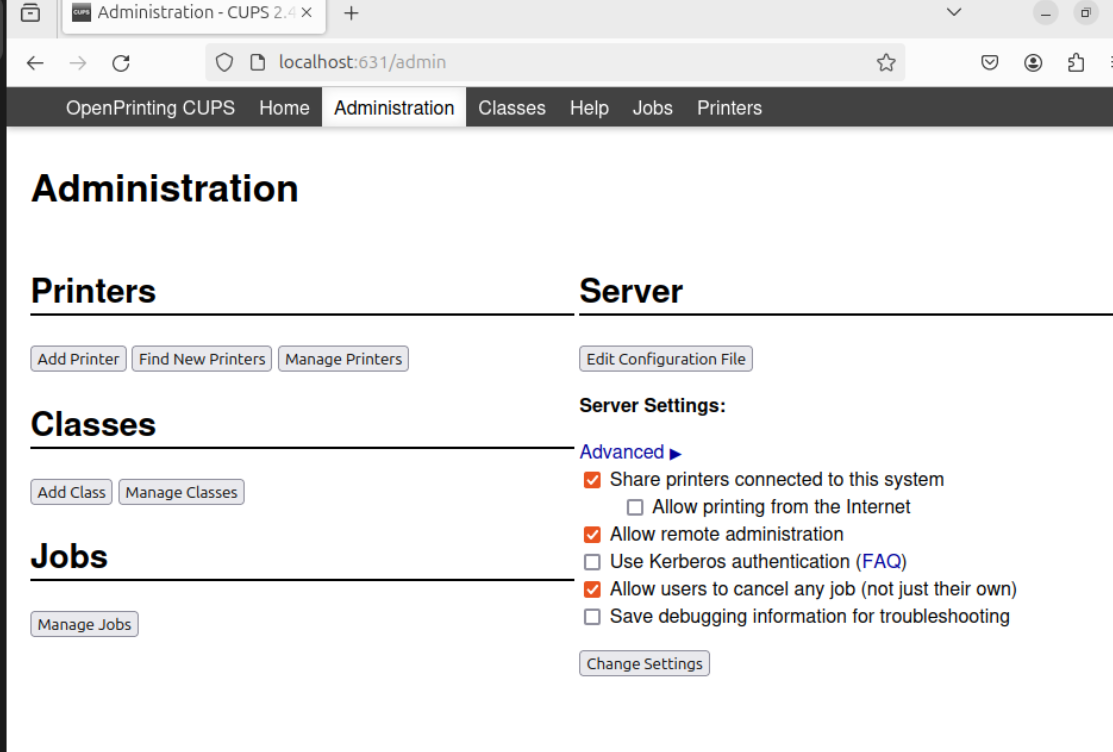 CUPS Administration - CUPS 2.4
localhost:631/admin
OpenPrinting CUPS Home Administration Classes Help Jobs Printers
Administration
Printers
Add Printer Find New Printers Manage Printers
Classes
Add Class Manage Classes
Jobs
Manage Jobs
Server
Edit Configuration File
Server Settings:
Advanced ▶
Share printers connected to this system
Allow printing from the Internet
Allow remote administration
Use Kerberos authentication (FAQ)
Allow users to cancel any job (not just their own)
Save debugging information for troubleshooting
Change Settings